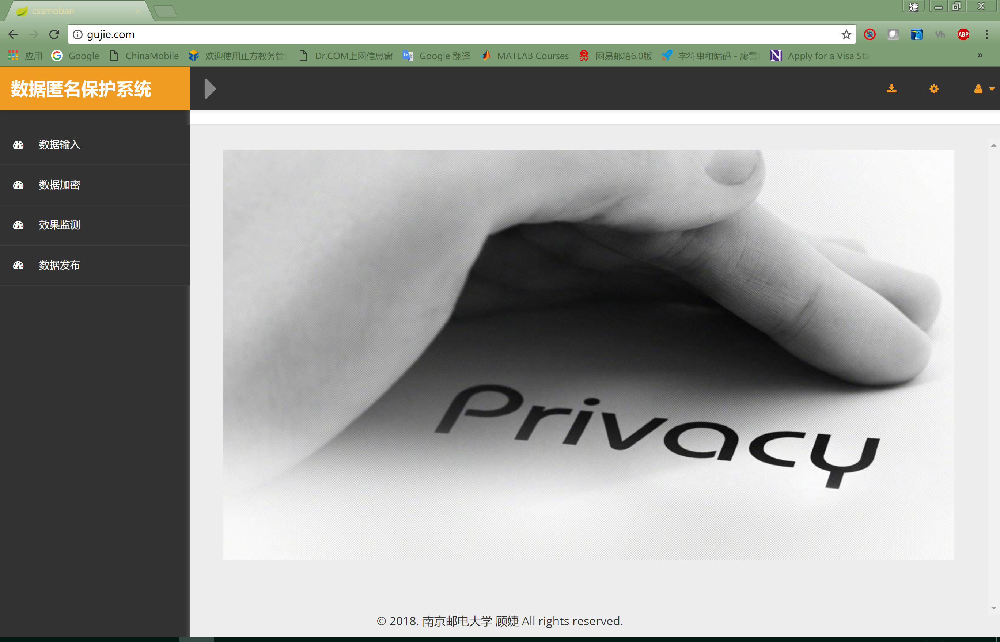 cssmoban
婕
gujie.com
ABP
应用 Google ChinaMobile 欢迎使用正方教务管 Dr.COM上网信息窗 Google 翻译 MATLAB Courses 网易邮箱6.0版 字符串和编码 - 廖雪 Apply for a Visa Sta »
数据匿名保护系统
数据输入
数据加密
效果监测
数据发布
Privacy
© 2018. 南京邮电大学 顾婕 All rights reserved.